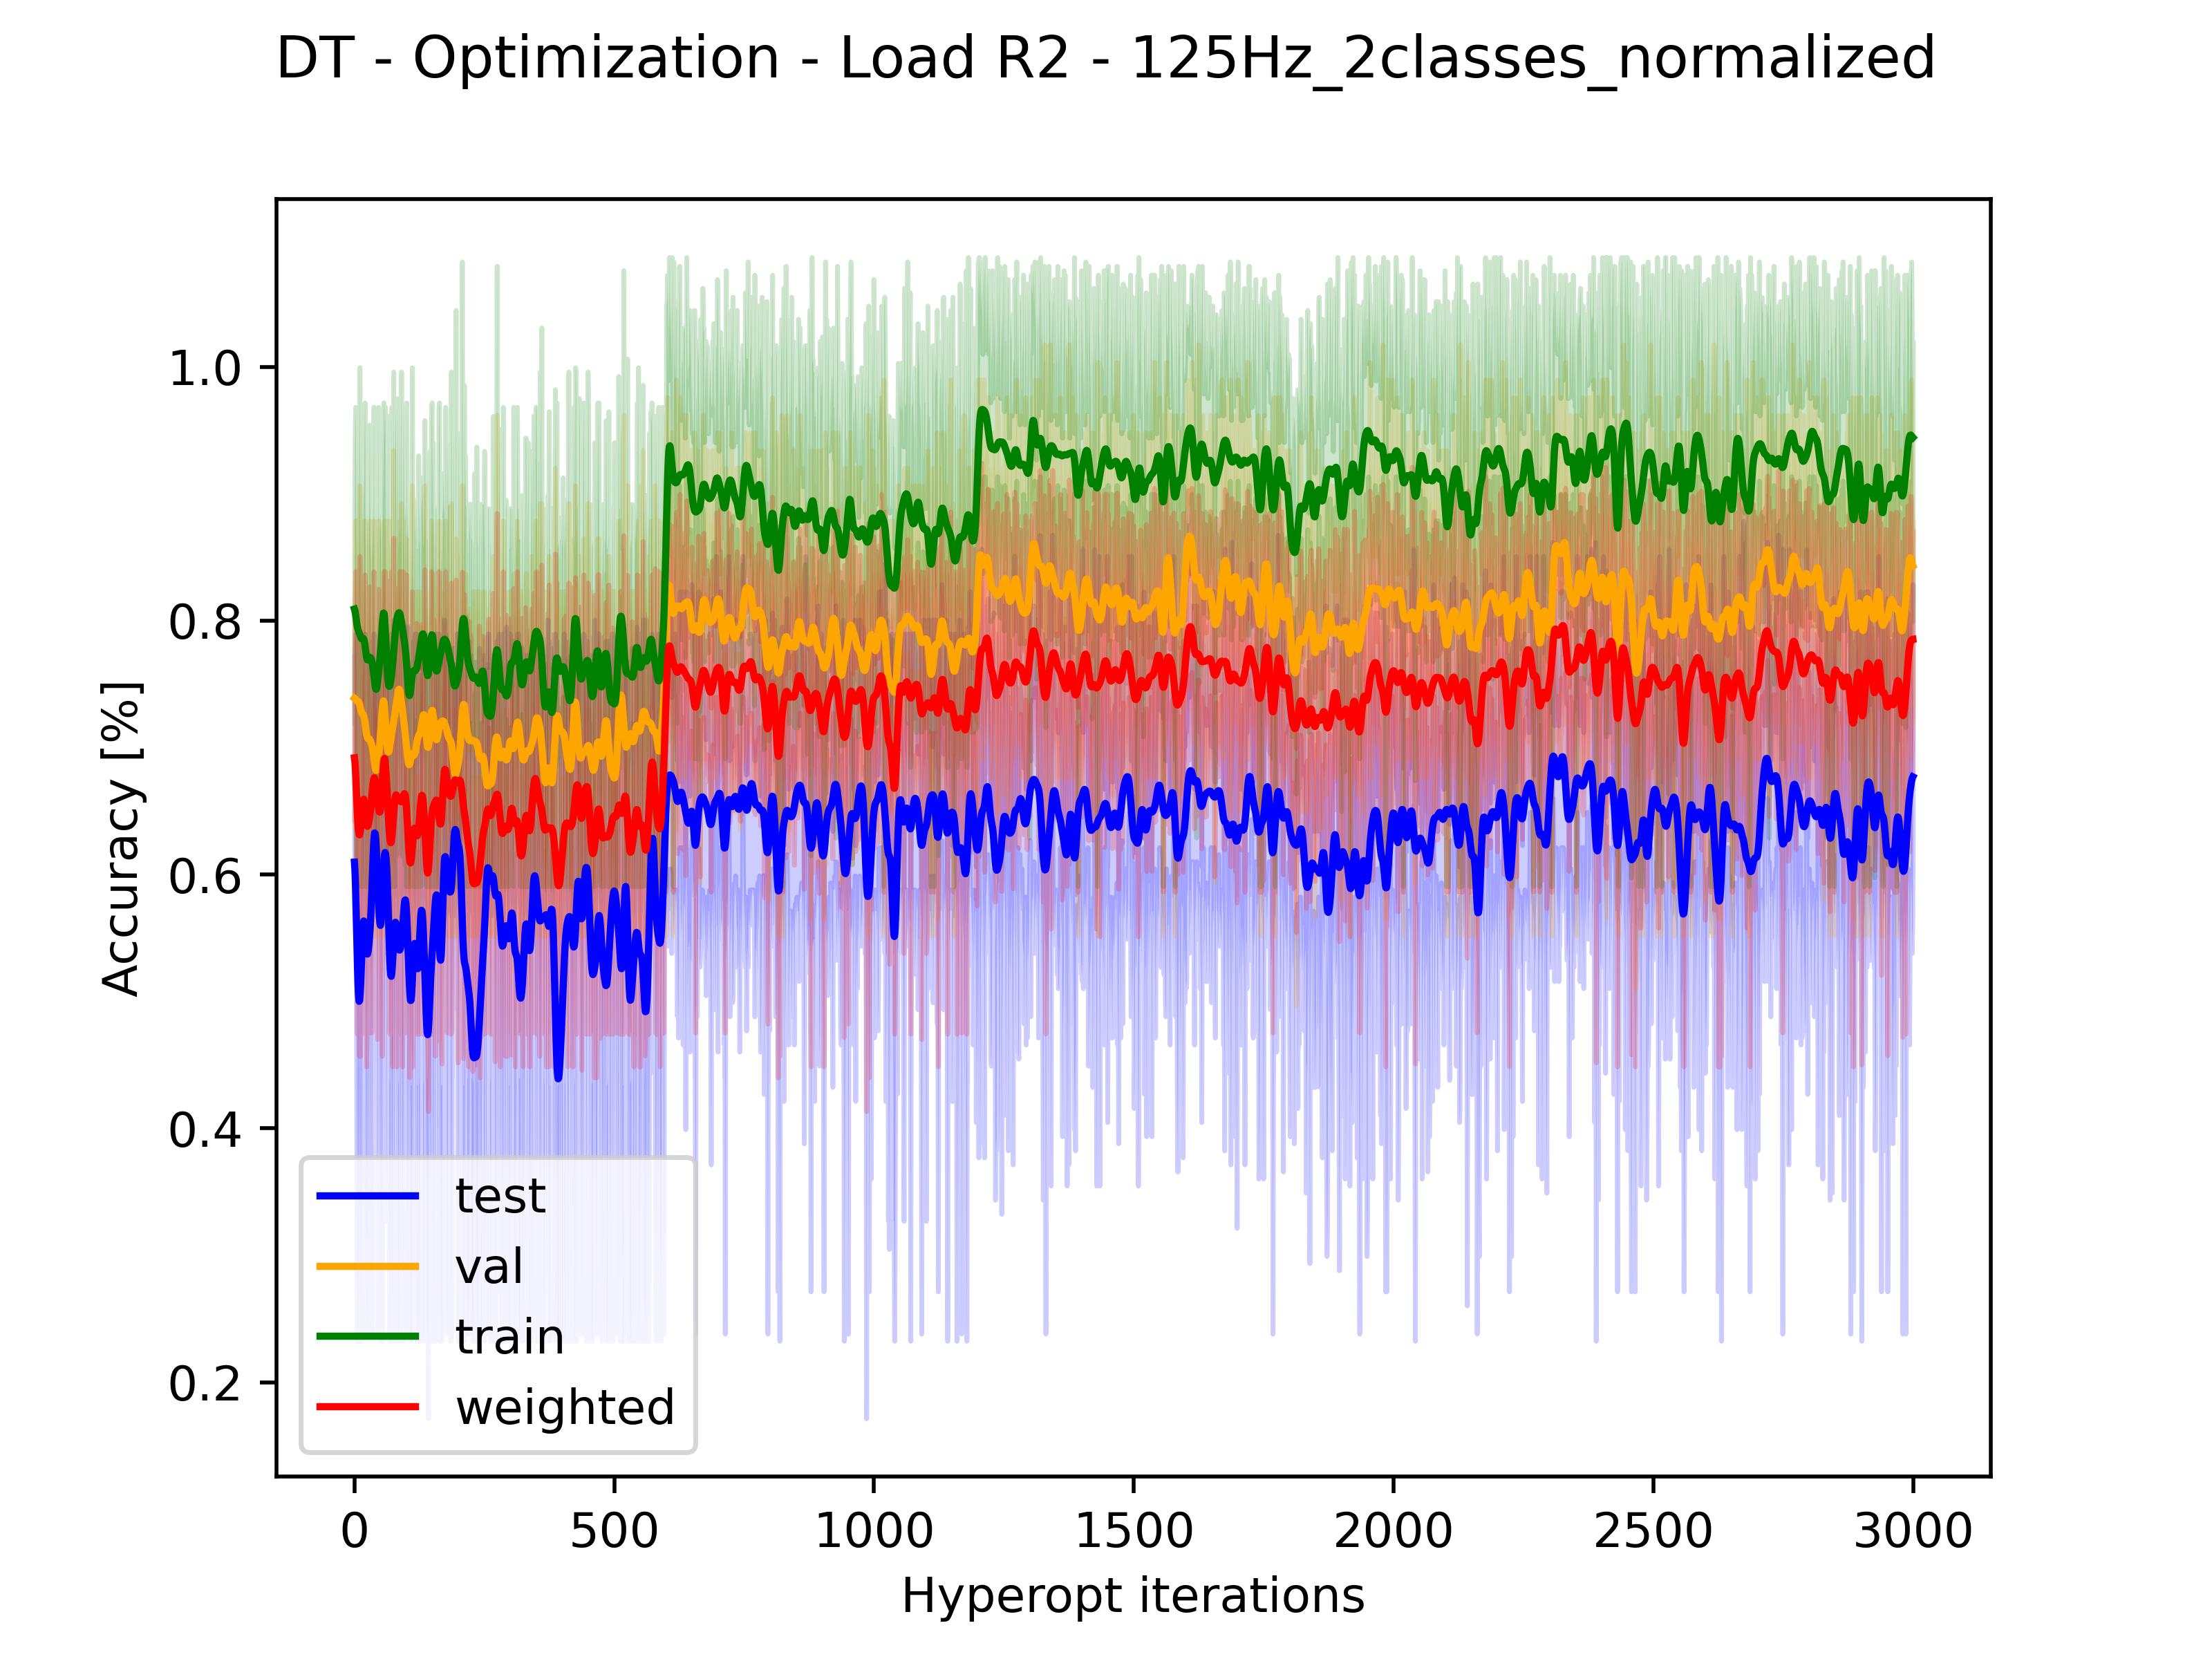 DT - Optimization - Load R2 - 125Hz_2classes_normalized
Accuracy [%]
1.0
0.8
0.6
0.4
0.2
test
val
train
weighted
0 500 1000 1500 2000 2500 3000
Hyperopt iterations